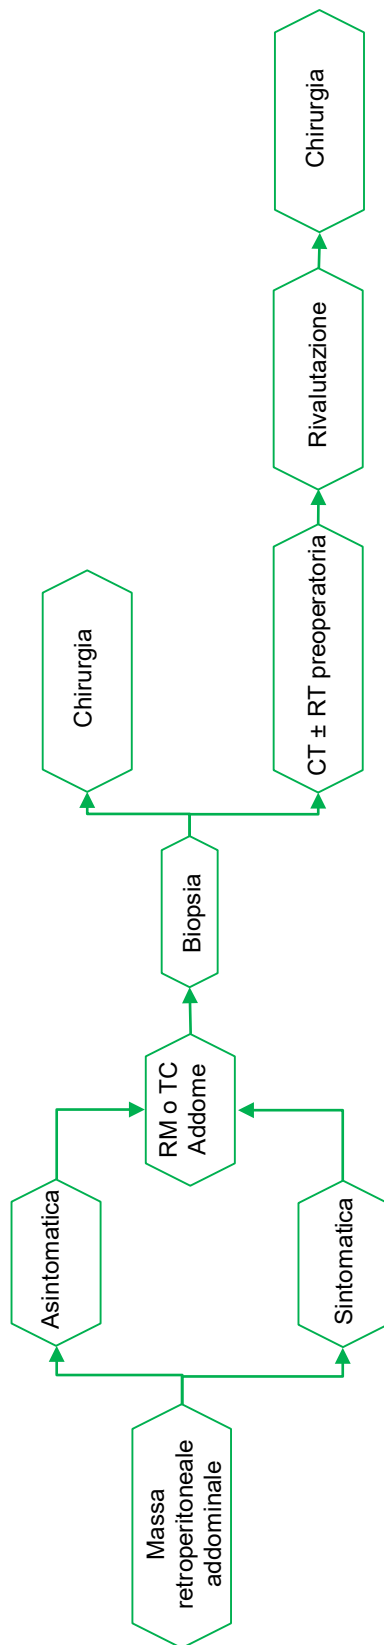 Massa
retroperitoneale
addominale
Asintomatica
Sintomatica
RM o TC
Addome
Biopsia
Chirurgia
CT ± RT preoperatoria
Rivalutazione
Chirurgia